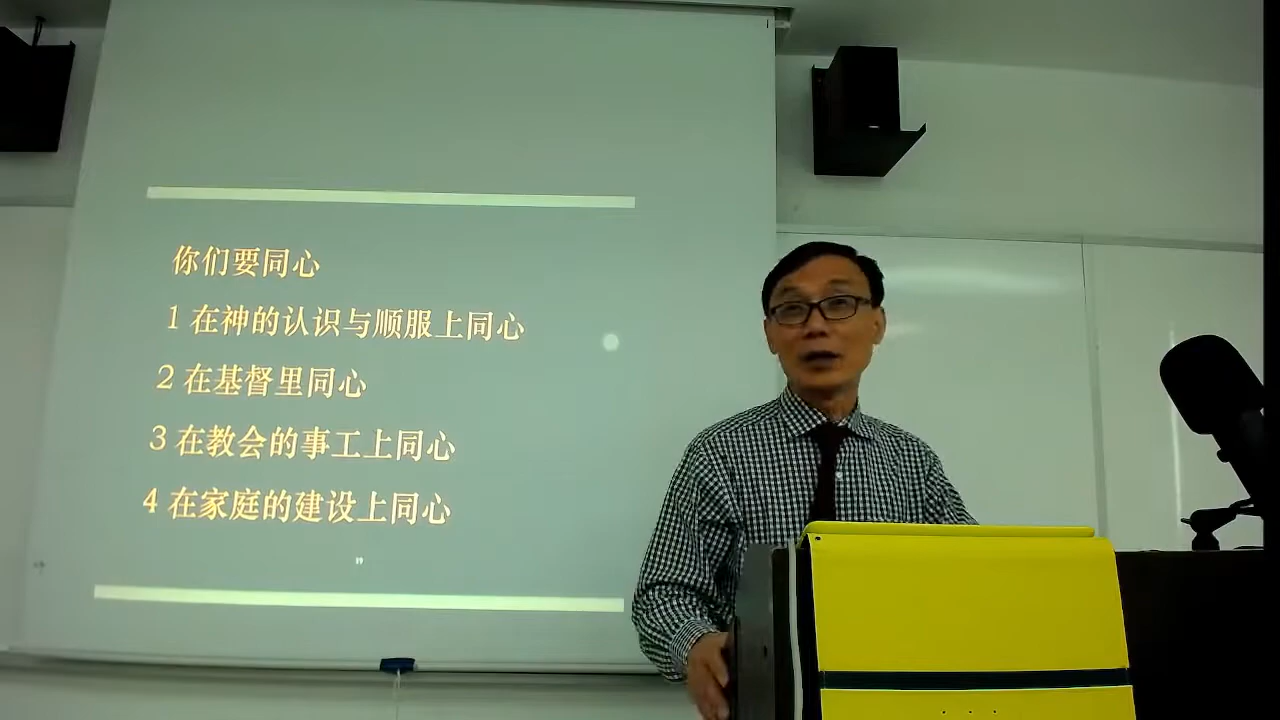 你们要同心
1 在神的认识与顺服上同心
2 在基督里同心
3 在教会的事工上同心
4 在家庭的建设上同心
”